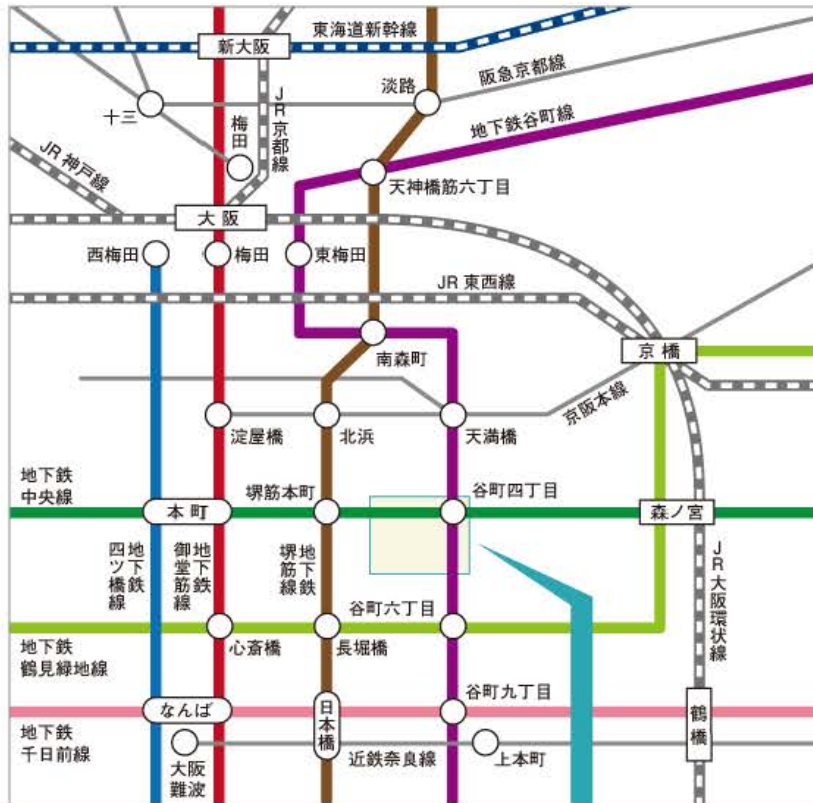 東海道新幹線
新大阪
阪急京都線
淡路
十三
梅田
JR京都線
地下鉄谷町線
JR神戸線
天神橋筋六丁目
大阪
西梅田
梅田
東梅田
JR東西線
京橋
南森町
京阪本線
淀屋橋
北浜
天満橋
地下鉄
中央線
本町
堺筋本町
谷町四丁目
森ノ宮
地下鉄
四ツ橋線
地下鉄
御堂筋線
地下鉄
堺筋線
JR大阪環状線
谷町六丁目
地下鉄
鶴見緑地線
心斎橋
長堀橋
谷町九丁目
なんば
日本橋
鶴橋
地下鉄
千日前線
大阪
難波
近鉄奈良線
上本町